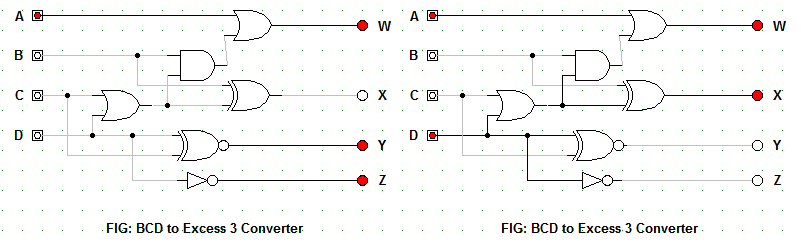 A W
B
C X
D Y
Z
FIG: BCD to Excess 3 Converter
A W
B
C X
D Y
Z
FIG: BCD to Excess 3 Converter